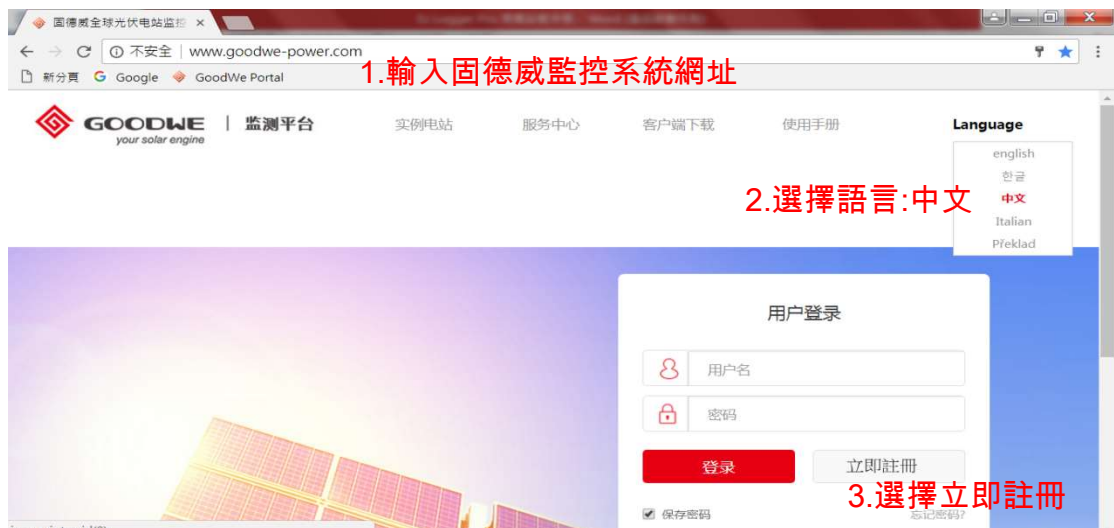 固德威全球光伏电站监控
不安全 | www.goodwe-power.com
新分頁 Google GoodWe Portal
1.輸入固德威監控系統網址
GOODWE | 监测平台 实例电站 服务中心 客户端下载 使用手册 Language
your solar engine
english
한글
2.選擇語言:中文
中文
Italian
Překlad
用户登录
用户名
密码
登录 立即註冊
3.選擇立即註冊
保存密码 忘记密码?